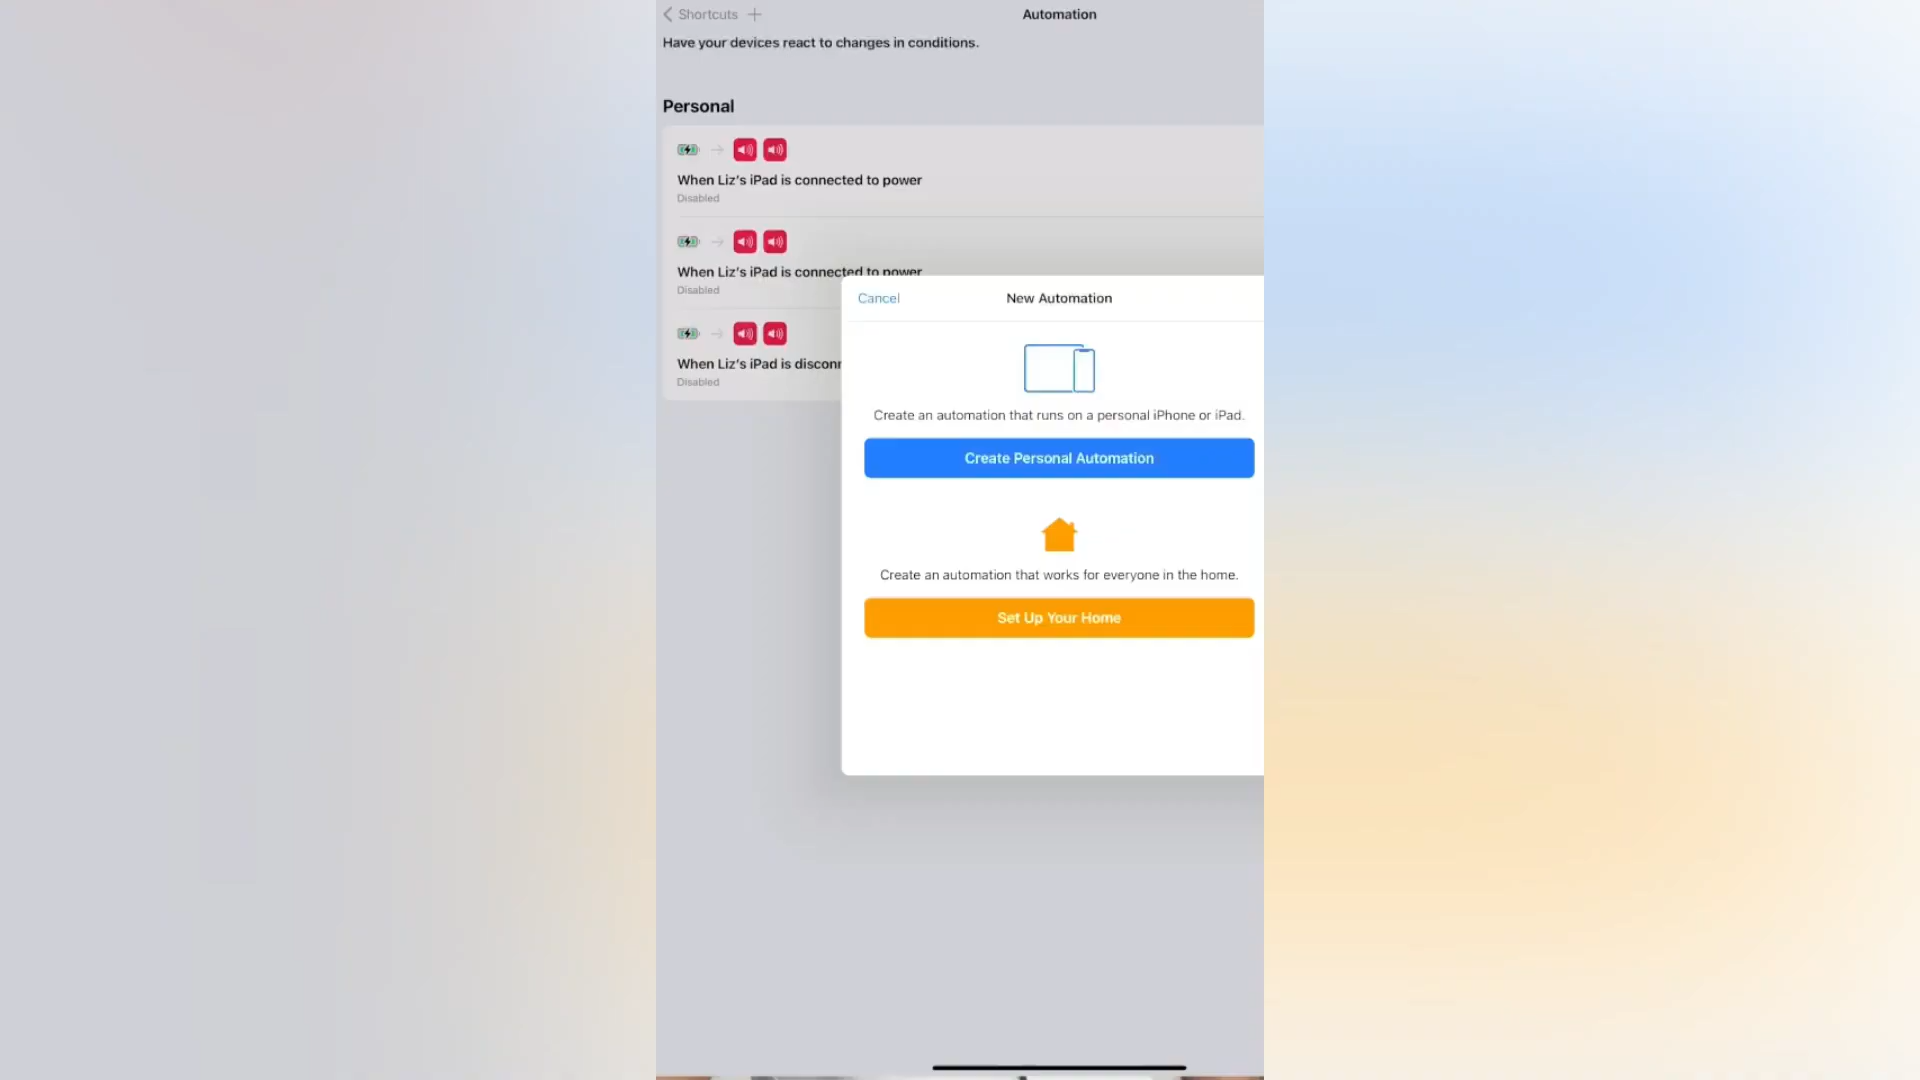 Shortcuts
Automation
Have your devices react to changes in conditions.
Personal
When Liz's iPad is connected to power
Disabled
When Liz's iPad is connected to power
Disabled
When Liz's iPad is disconn
Disabled
Cancel
New Automation
Create an automation that runs on a personal iPhone or iPad.
Create Personal Automation
Create an automation that works for everyone in the home.
Set Up Your Home